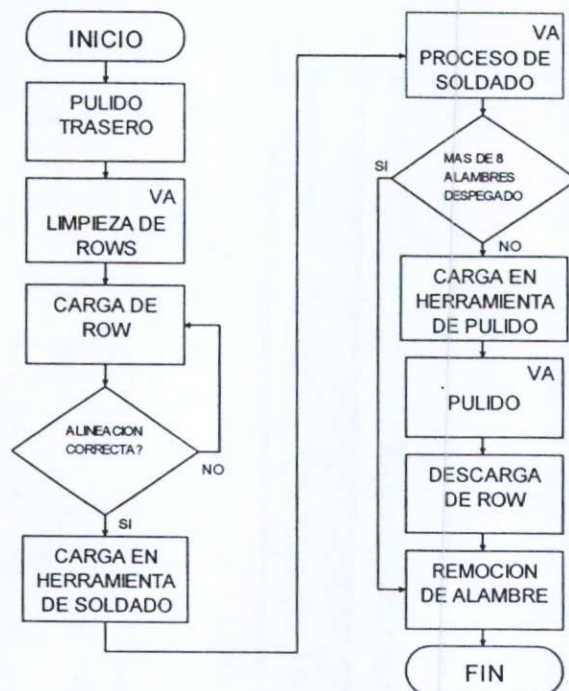 INICIO
PULIDO
TRASERO
VA
LIMPIEZA DE
ROWS
CARGA DE
ROW
ALINEACION
CORRECTA?
NO
SI
CARGA EN
HERRAMIENTA
DE SOLDADO
VA
PROCESO DE
SOLDADO
SI
MAS DE 8
ALAMBRES
DESPEGADO
NO
CARGA EN
HERRAMIENTA
DE PULIDO
VA
PULIDO
DESCARGA
DE ROW
REMOCION
DE ALAMBRE
FIN